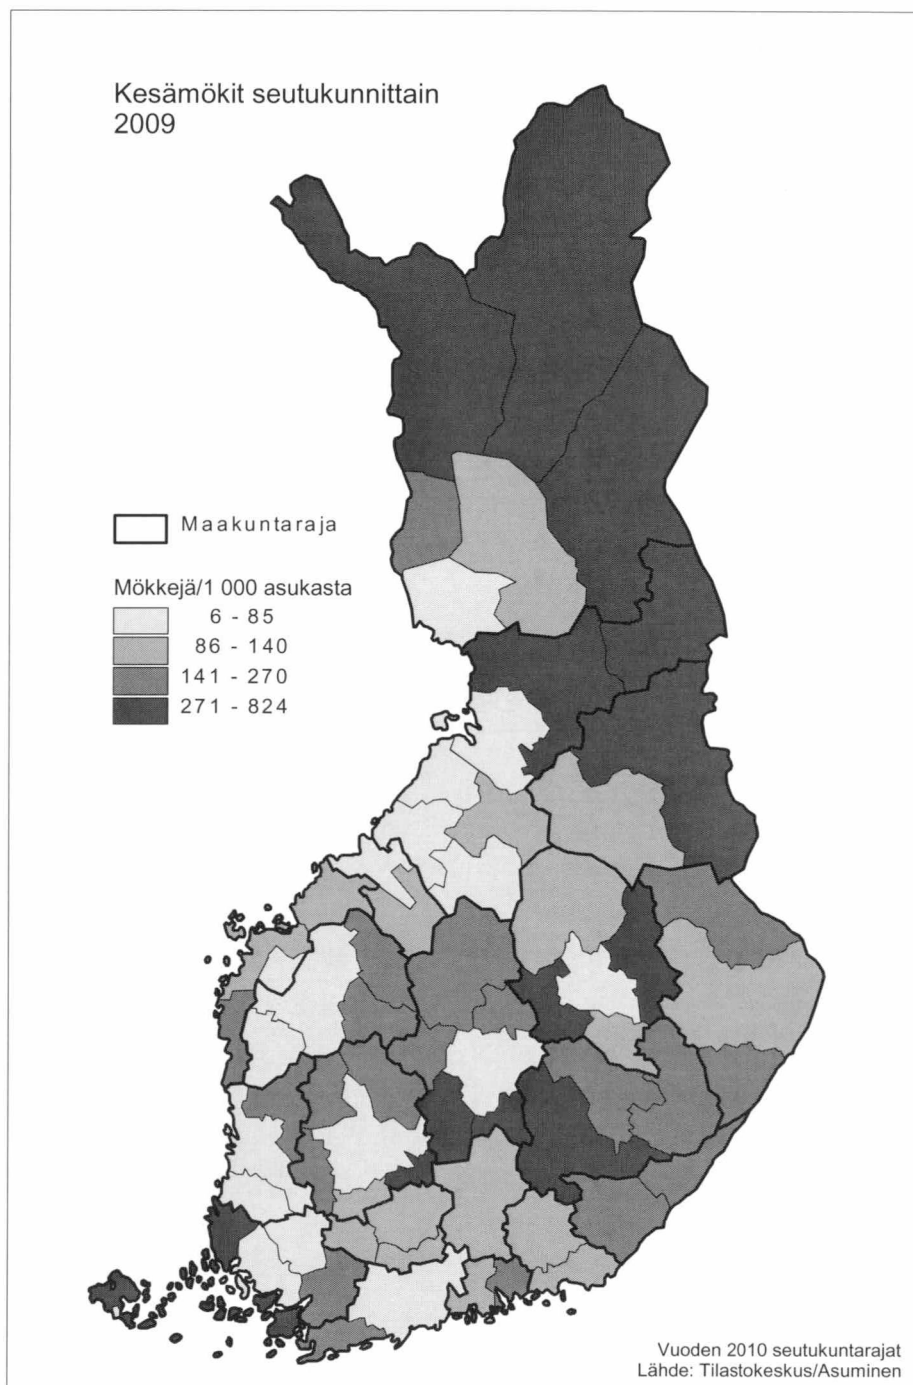 Kesämökit seutukunnittain
2009
Maakuntaraja
Mökkejä/1 000 asukasta
6 - 85
86 - 140
141 - 270
271 - 824
Vuoden 2010 seutukuntarajat
Lähde: Tilastokeskus/Asuminen